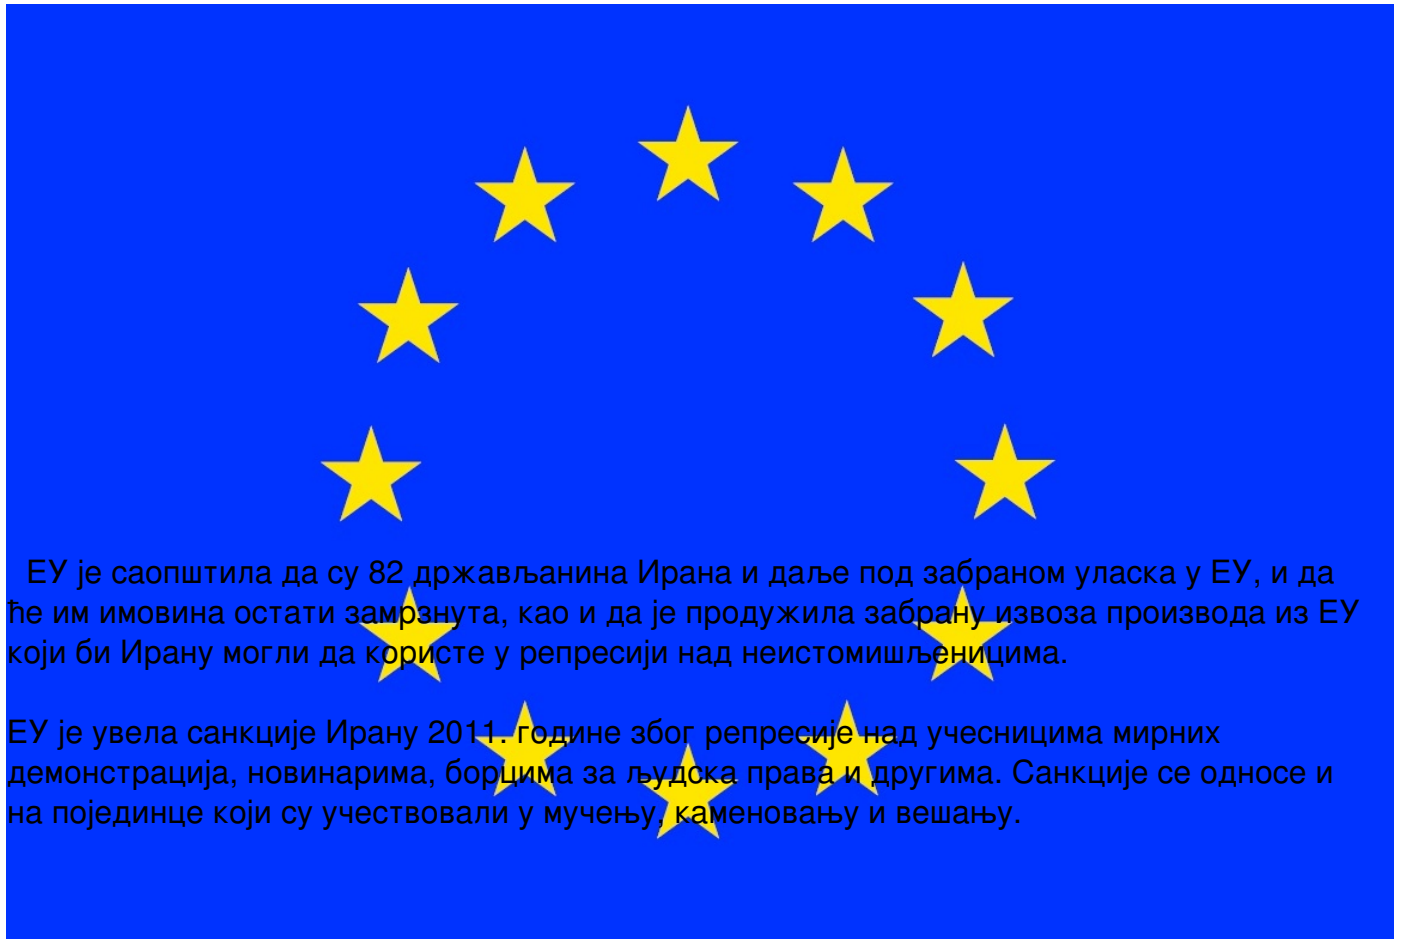 ЕУ је саопштила да су 82 држављанина Ирана и даље под забраном уласка у ЕУ, и да
ће им имовина остати замрзнута, као и да је продужила забрану извоза производа из ЕУ
који би Ирану могли да користе у репресији над неистомишљеницима.

ЕУ је увела санкције Ирану 2011. године због репресије над учесницима мирних
демонстрација, новинарима, борцима за људска права и другима. Санкције се односе и
на појединце који су учествовали у мучењу, каменовању и вешању.